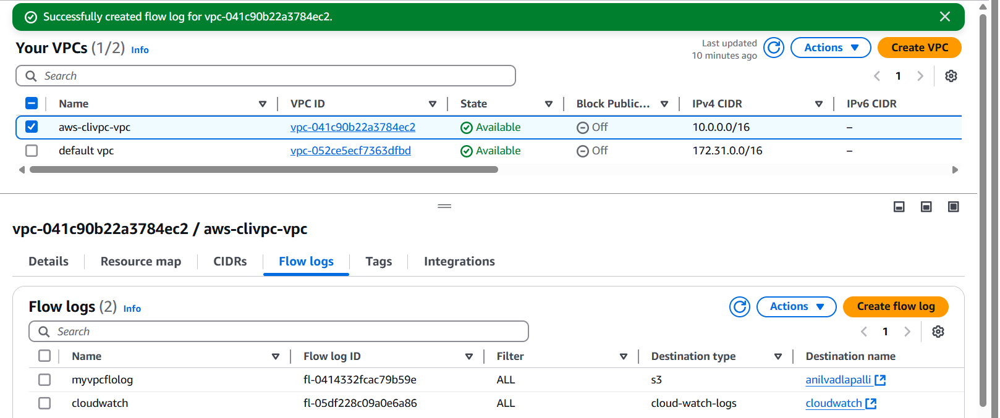 Successfully created flow log for vpc-041c90b22a3784ec2.
Your VPCs (1/2) Info
Last updated
10 minutes ago
Actions
Create VPC
Search
1
Name VPC ID State Block Public... IPv4 CIDR IPv6 CIDR
aws-clivpc-vpc vpc-041c90b22a3784ec2 Available Off 10.0.0.0/16 –
default vpc vpc-052ce5ecf7363dfbd Available Off 172.31.0.0/16 –
vpc-041c90b22a3784ec2 / aws-clivpc-vpc
Details Resource map CIDRs Flow logs Tags Integrations
Flow logs (2) Info
Actions
Create flow log
Search
1
Name Flow log ID Filter Destination type Destination name
myvpcflolog fl-0414332fcac79b59e ALL s3 anilvadlapalli
cloudwatch fl-05df228c09a0e6a86 ALL cloud-watch-logs cloudwatch